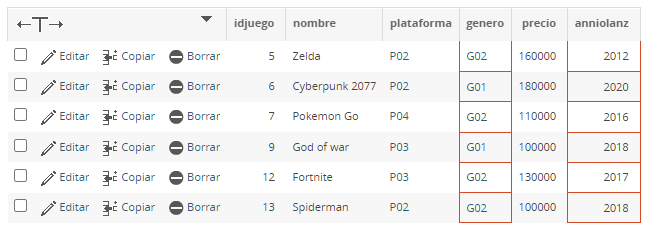 idjuego nombre plataforma genero precio anniolanz
Editar Copiar Borrar 5 Zelda P02 G02 160000 2012
Editar Copiar Borrar 6 Cyberpunk 2077 P02 G01 180000 2020
Editar Copiar Borrar 7 Pokemon Go P04 G02 110000 2016
Editar Copiar Borrar 9 God of war P03 G01 100000 2018
Editar Copiar Borrar 12 Fortnite P03 G02 130000 2017
Editar Copiar Borrar 13 Spiderman P02 G02 100000 2018